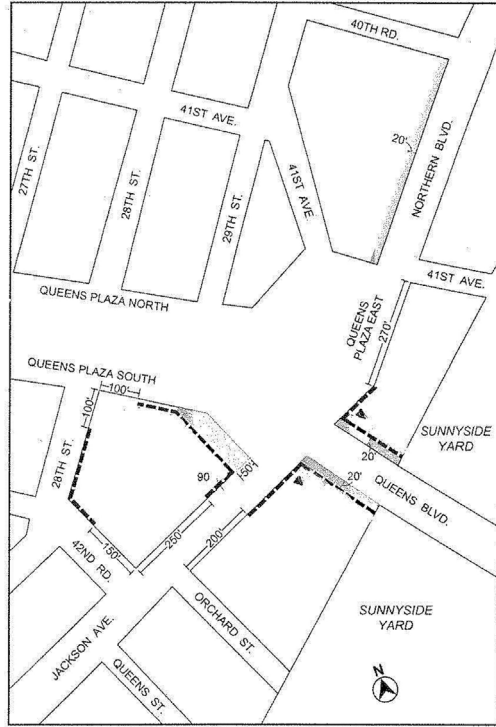 40TH RD.
41ST AVE.
20'
NORTHERN BLVD.
27TH ST.
28TH ST.
29TH ST.
41ST AVE
41ST AVE.
QUEENS PLAZA NORTH
QUEENS
PLAZA EAST
270'
QUEENS PLAZA SOUTH
100'
100'
28TH ST.
50'
90
20'
20'
SUNNYSIDE
YARD
QUEENS BLVD.
150'
250'
200'
42ND RD.
JACKSON AVE.
ORCHARD ST.
QUEENS ST.
SUNNYSIDE
YARD
N